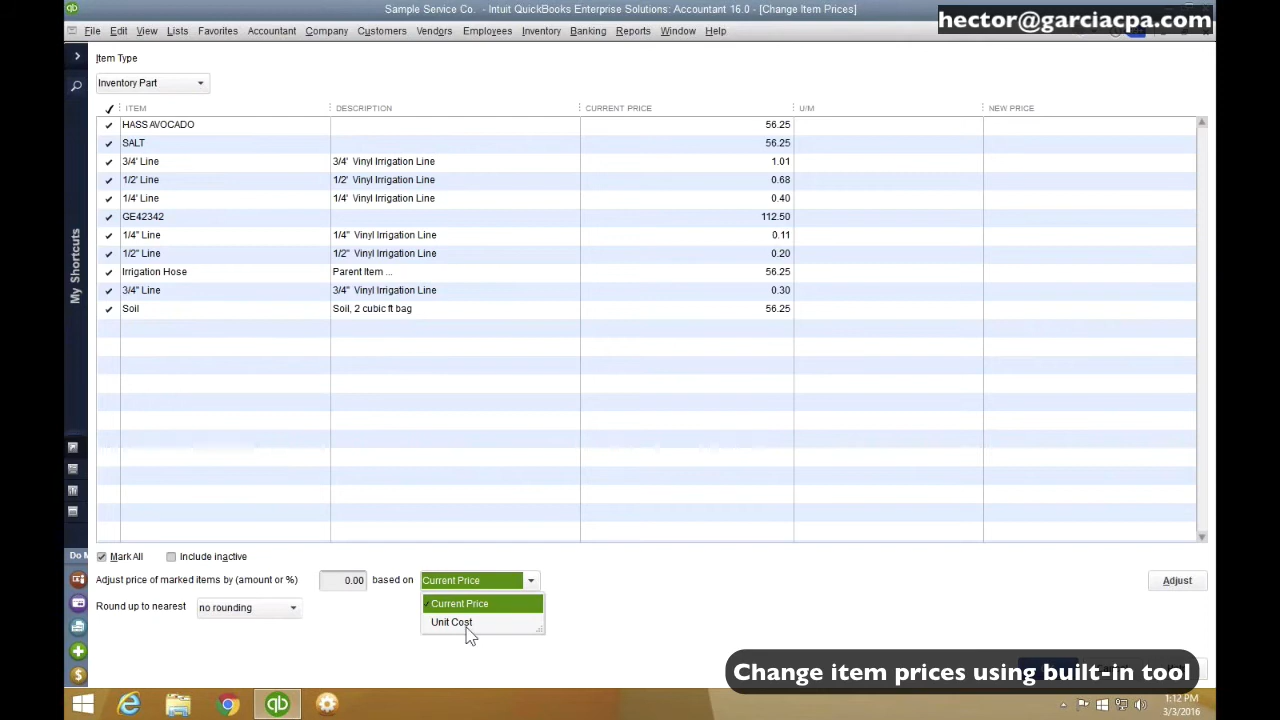 Sample Service Co. - Intuit QuickBooks Enterprise Solutions: Accountant 16.0 - [Change Item Prices]
hector@garciacpa.com
File Edit View Lists Favorites Accountant Company Customers Vendors Employees Inventory Banking Reports Window Help
Item Type
Inventory Part
ITEM DESCRIPTION CURRENT PRICE U/M NEW PRICE
HASS AVOCADO 56.25
SALT 56.25
3/4' Line 3/4' Vinyl Irrigation Line 1.01
1/2' Line 1/2' Vinyl Irrigation Line 0.68
1/4' Line 1/4' Vinyl Irrigation Line 0.40
GE42342 112.50
1/4" Line 1/4" Vinyl Irrigation Line 0.11
1/2" Line 1/2" Vinyl Irrigation Line 0.20
Irrigation Hose Parent Item ... 56.25
3/4" Line 3/4" Vinyl Irrigation Line 0.30
Soil Soil, 2 cubic ft bag 56.25
My Shortcuts
Do M
Mark All Include inactive
Adjust price of marked items by (amount or %) 0.00 based on Current Price Adjust
Current Price
Round up to nearest no rounding
Unit Cost
Change item prices using built-in tool
1:12 PM
3/3/2016